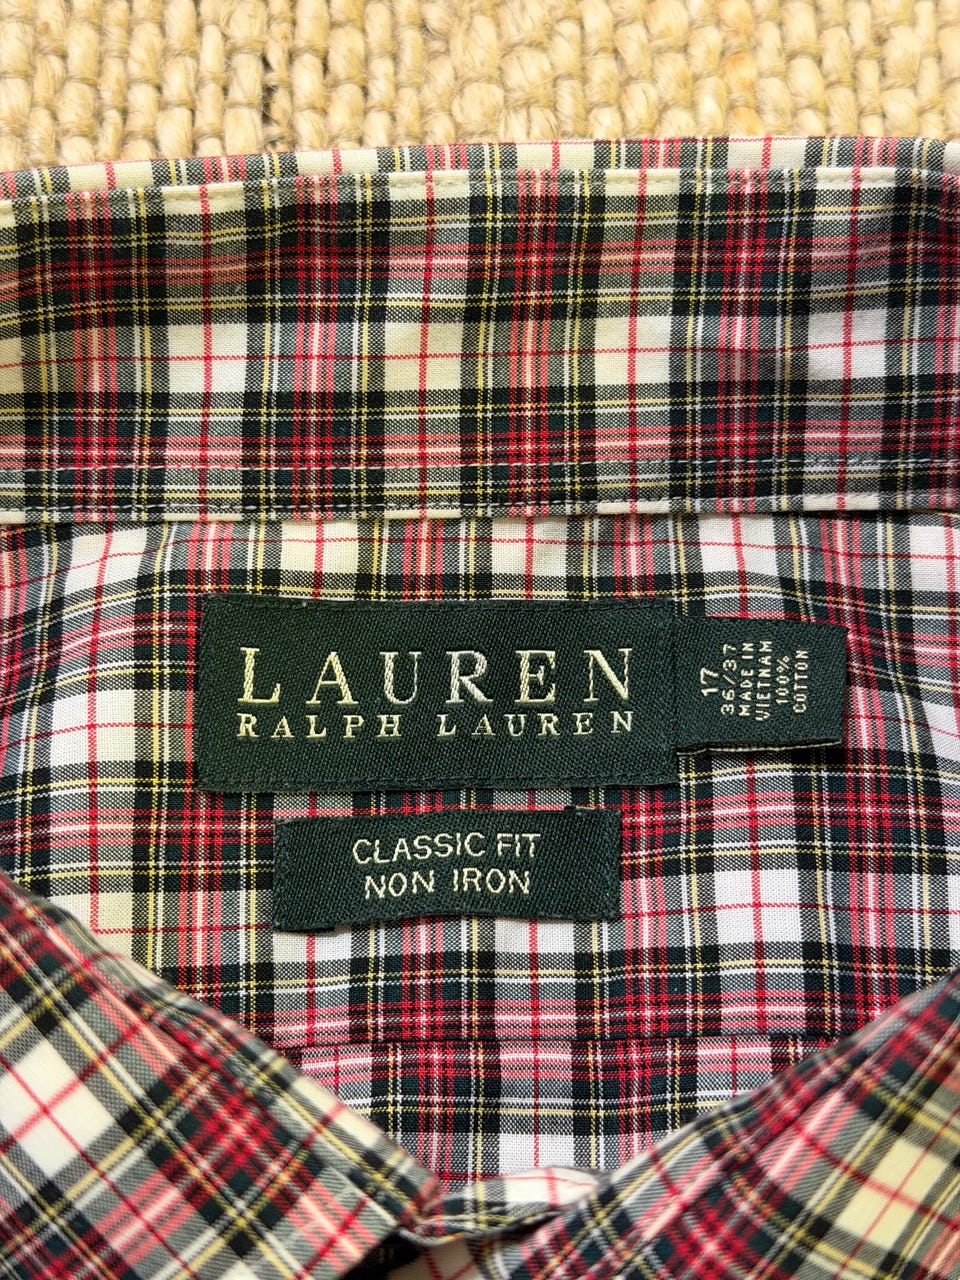 LAUREN
RALPH LAUREN
17
36/37
MADE IN
VIETNAM
100%
COTTON
CLASSIC FIT
NON IRON